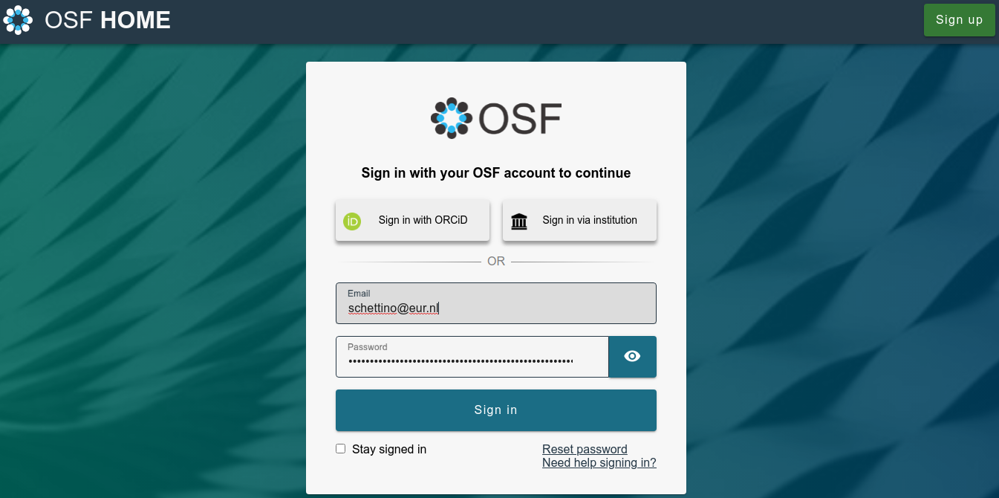 OSF HOME
Sign up
OSF
Sign in with your OSF account to continue
iD Sign in with ORCiD
Sign in via institution
OR
Email
schettino@eur.nl
Password
Sign in
Stay signed in
Reset password
Need help signing in?